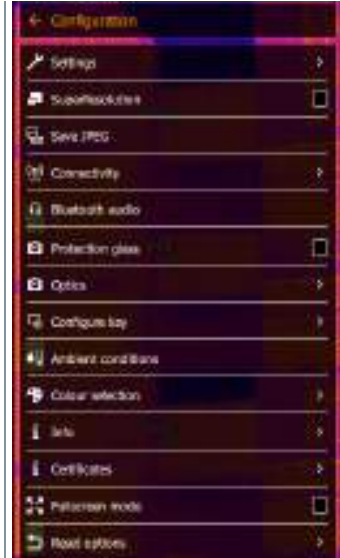 Configuration
Settings
SuperResolution
Save JPEG
Connectivity
Bluetooth audio
Protection glass
Optics
Configure key
Ambient conditions
Colour selection
Info
Certificates
Fullscreen mode
Reset options